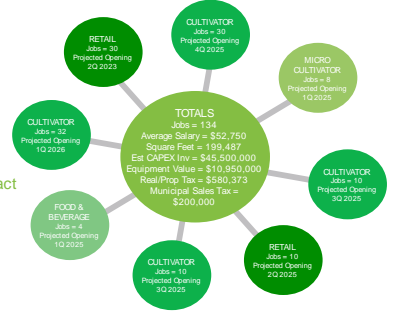 CULTIVATOR
Jobs = 30
Projected Opening
4Q 2025
RETAIL
Jobs = 30
Projected Opening
2Q 2023
MICRO
CULTIVATOR
Jobs = 8
Projected Opening
1Q 2025
TOTALS
Jobs = 134
Average Salary = $52,750
Square Feet = 199,487
Est CAPEX Inv = $45,500,000
Equipment Value = $10,950,000
Real/Prop Tax = $580,373
Municipal Sales Tax =
$200,000
CULTIVATOR
Jobs = 32
Projected Opening
1Q 2026
CULTIVATOR
Jobs = 10
Projected Opening
3Q 2025
act
FOOD &
BEVERAGE
Jobs = 4
Projected Opening
1Q 2025
RETAIL
Jobs = 10
Projected Opening
2Q 2025
CULTIVATOR
Jobs = 10
Projected Opening
3Q 2025